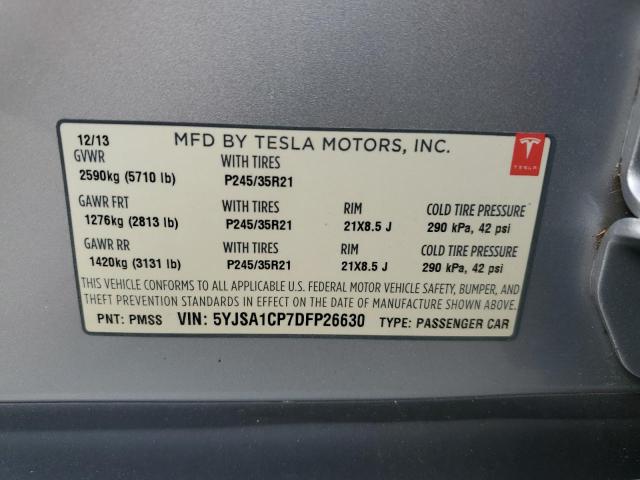 12/13 MFD BY TESLA MOTORS, INC.
GVWR WITH TIRES
2590kg (5710 lb) P245/35R21
GAWR FRT WITH TIRES RIM COLD TIRE PRESSURE
1276kg (2813 lb) P245/35R21 21X8.5 J 290 kPa, 42 psi
GAWR RR WITH TIRES RIM COLD TIRE PRESSURE
1420kg (3131 lb) P245/35R21 21X8.5 J 290 kPa, 42 psi
THIS VEHICLE CONFORMS TO ALL APPLICABLE U.S. FEDERAL MOTOR VEHICLE SAFETY, BUMPER, AND
THEFT PREVENTION STANDARDS IN EFFECT ON THE DATE OF MANUFACTURE SHOWN ABOVE.
PNT: PMSS VIN: 5YJSA1CP7DFP26630 TYPE: PASSENGER CAR